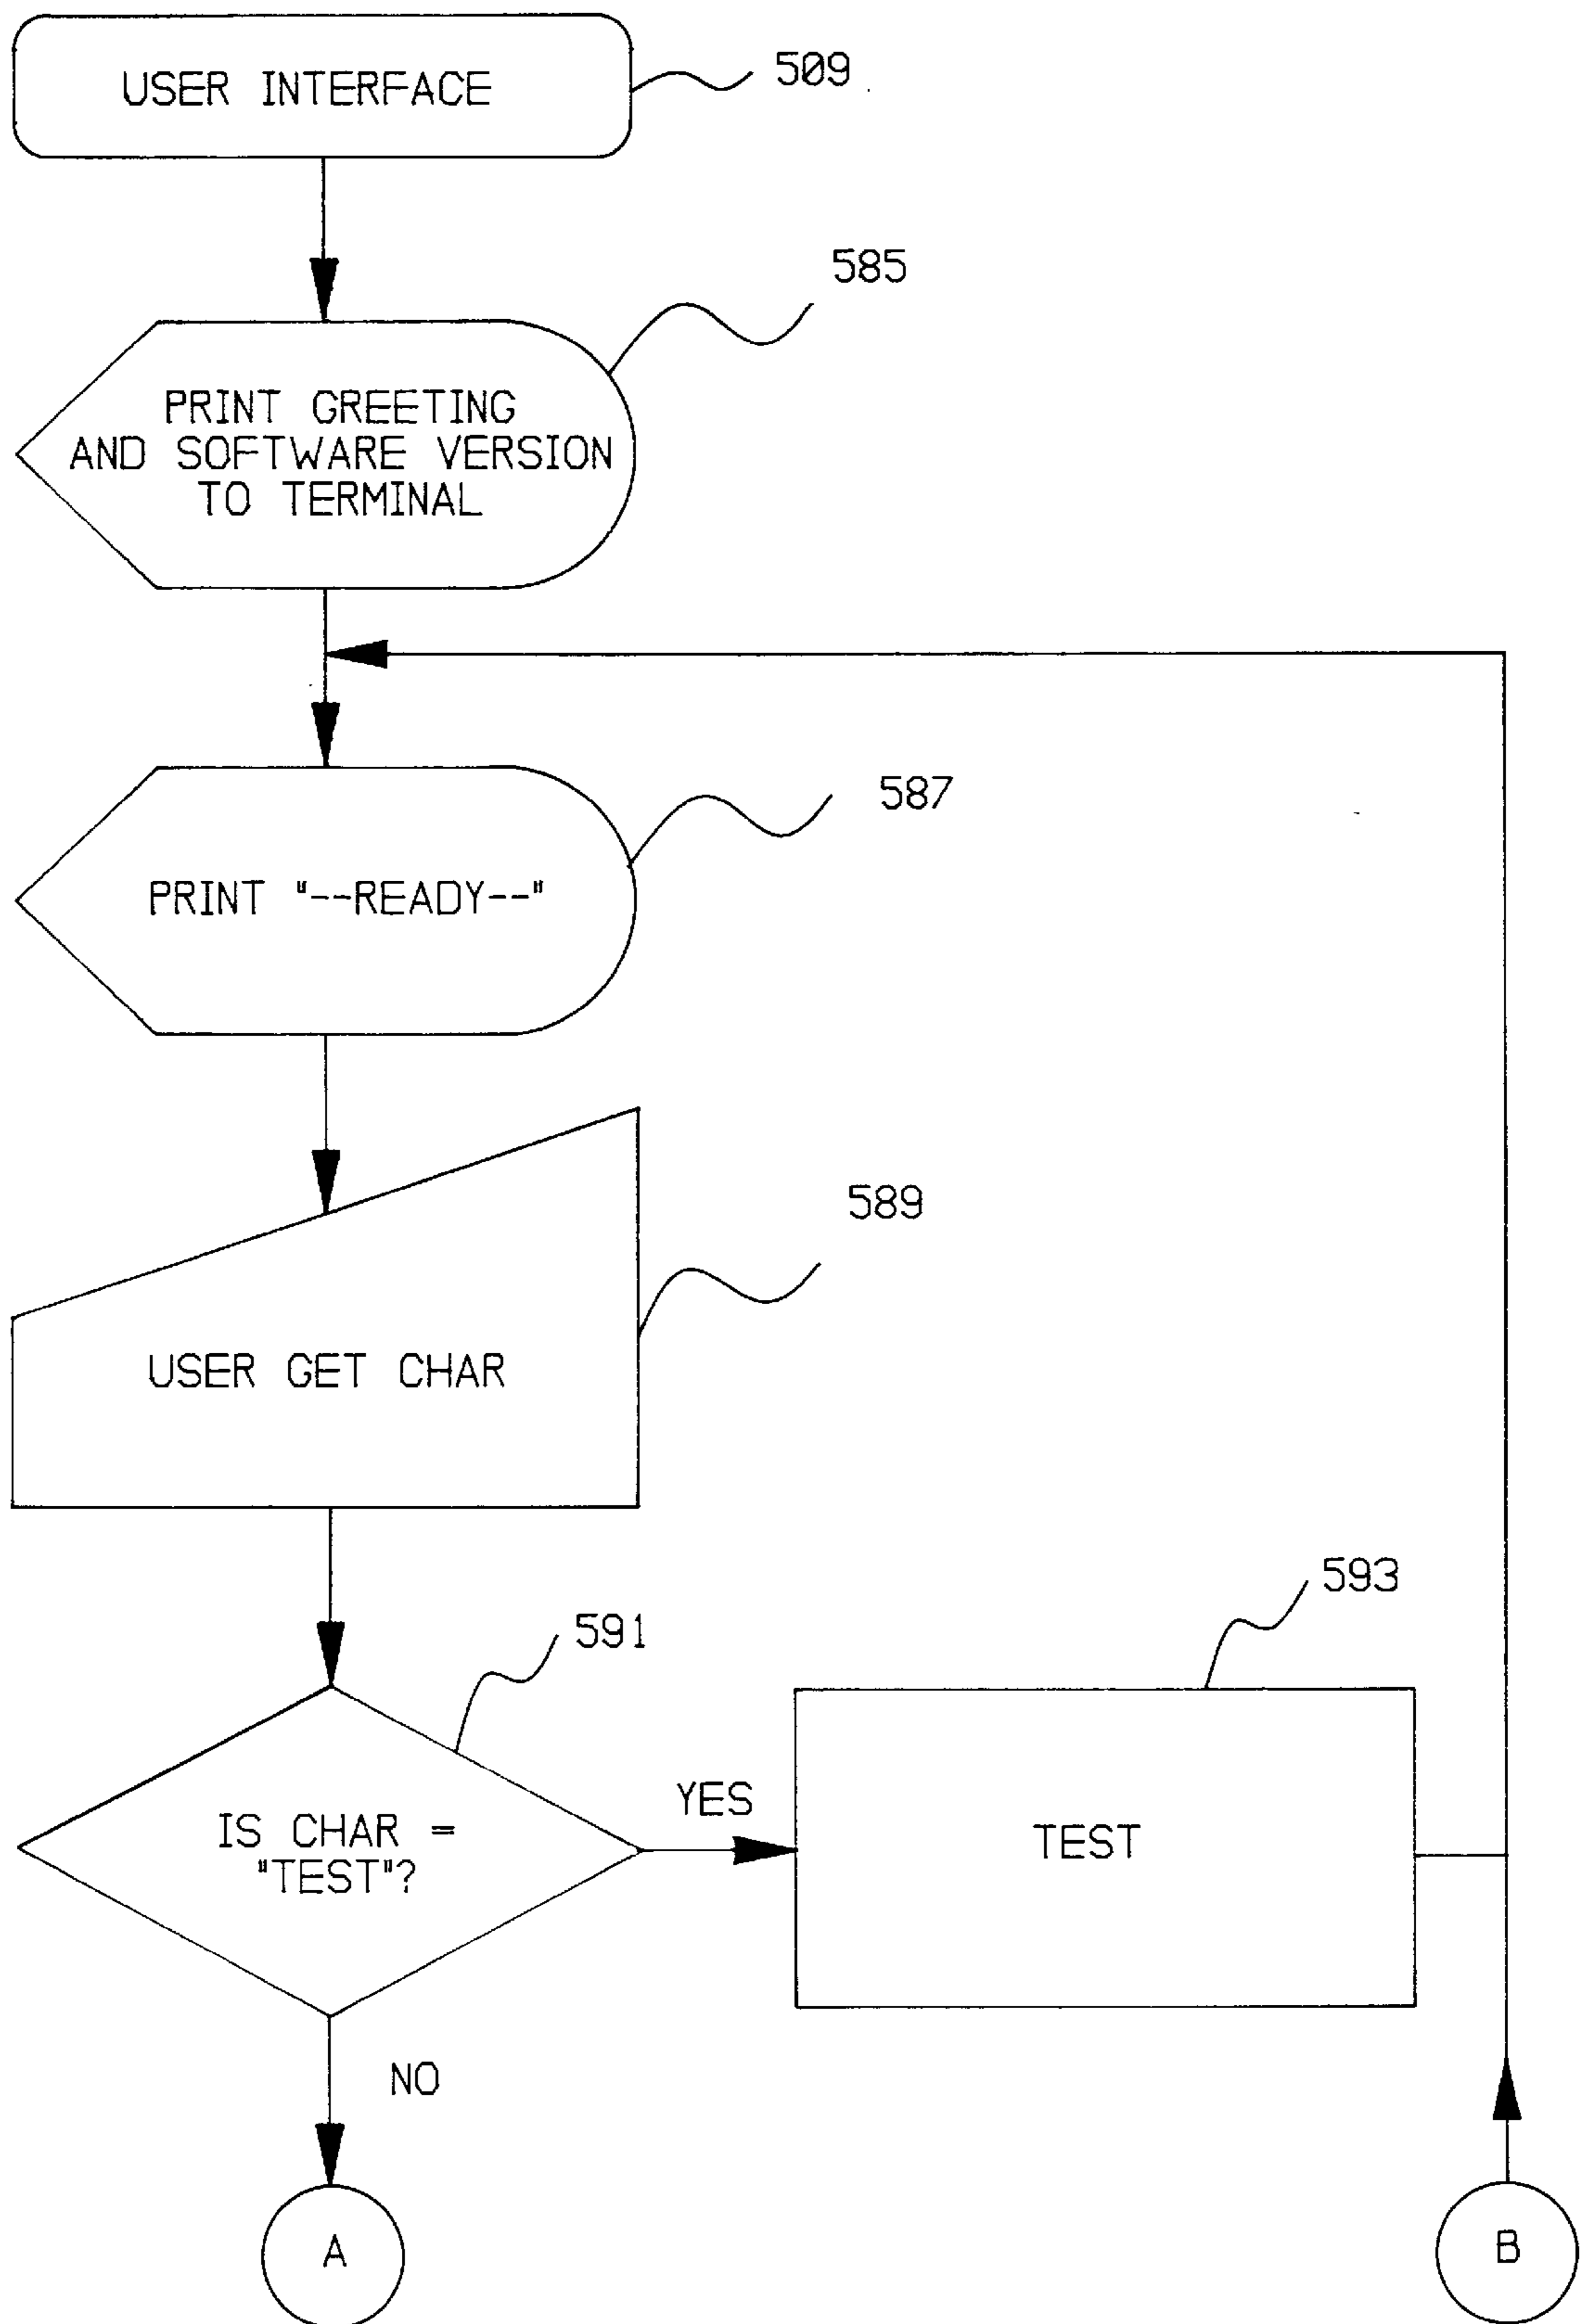 USER INTERFACE
509
585
PRINT GREETING
AND SOFTWARE VERSION
TO TERMINAL
587
PRINT "--READY--"
589
USER GET CHAR
593
591
YES
IS CHAR =
"TEST"?
TEST
NO
A
B